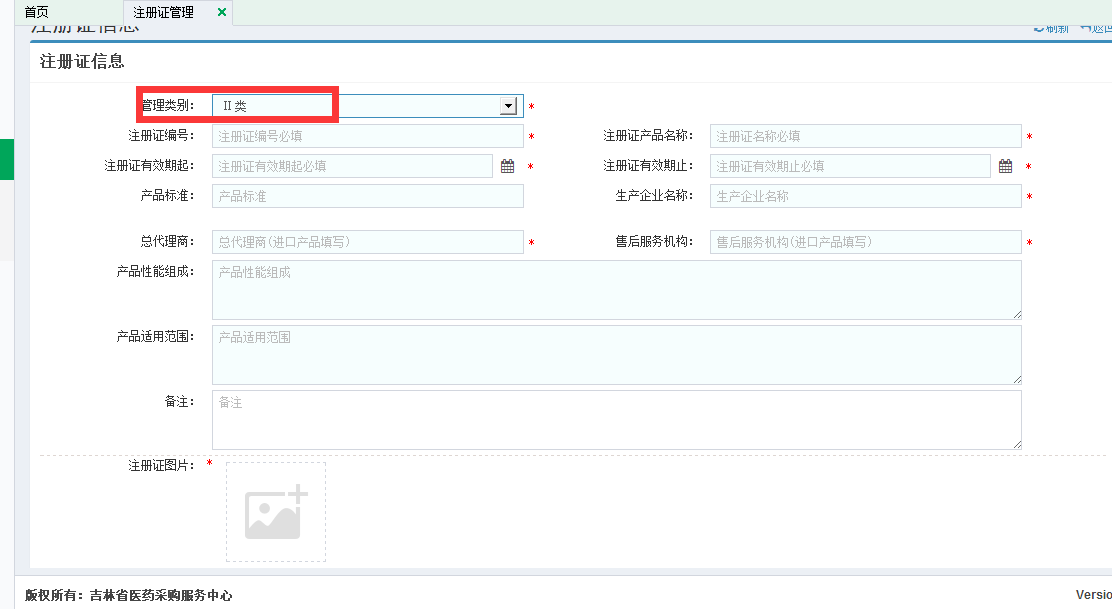 首页 注册证管理 ×
注册证信息 刷新 返回
注册证信息
管理类别： II 类 *
注册证编号： 注册证编号必填 * 注册证产品名称： 注册证名称必填 *
注册证有效期起： 注册证有效期起必填 * 注册证有效期止： 注册证有效期止必填 *
产品标准： 产品标准 生产企业名称： 生产企业名称 *
总代理商： 总代理商(进口产品填写) * 售后服务机构： 售后服务机构(进口产品填写) *
产品性能组成： 产品性能组成
产品适用范围： 产品适用范围
备注： 备注
注册证图片： *
版权所有：吉林省医药采购服务中心 Versio